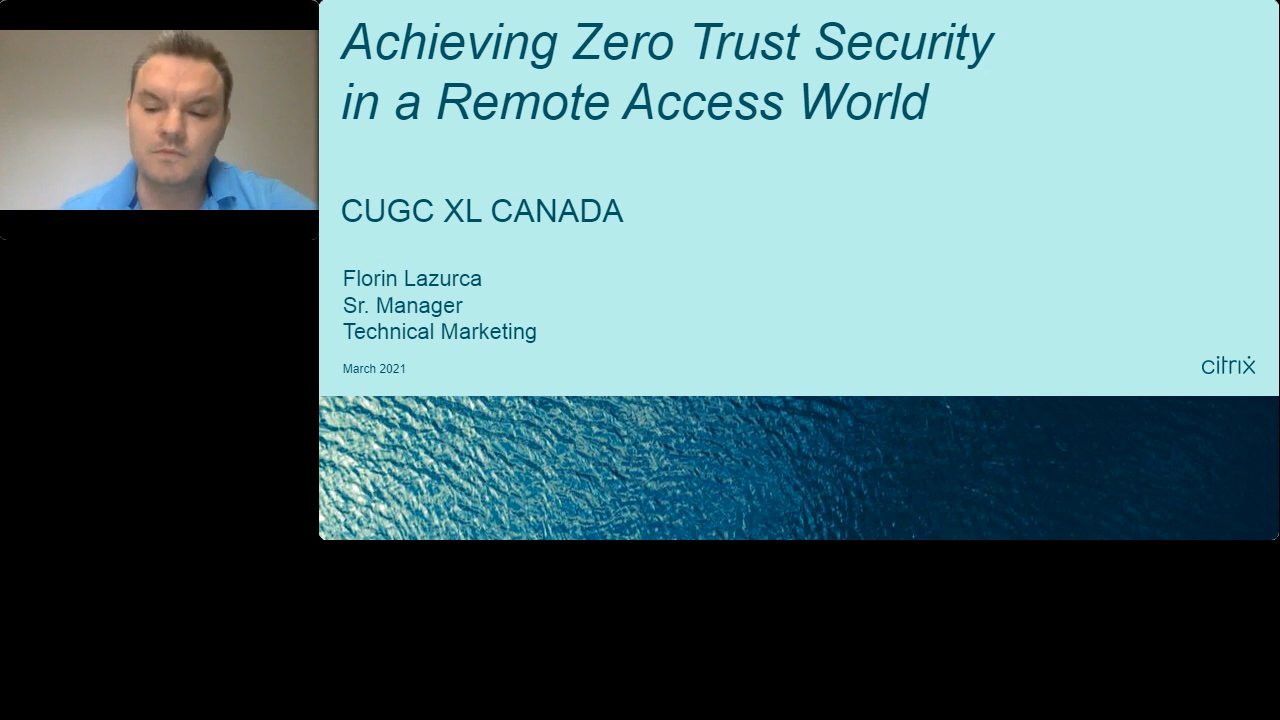 Achieving Zero Trust Security
in a Remote Access World
CUGC XL CANADA
Florin Lazurca
Sr. Manager
Technical Marketing
March 2021
citrix